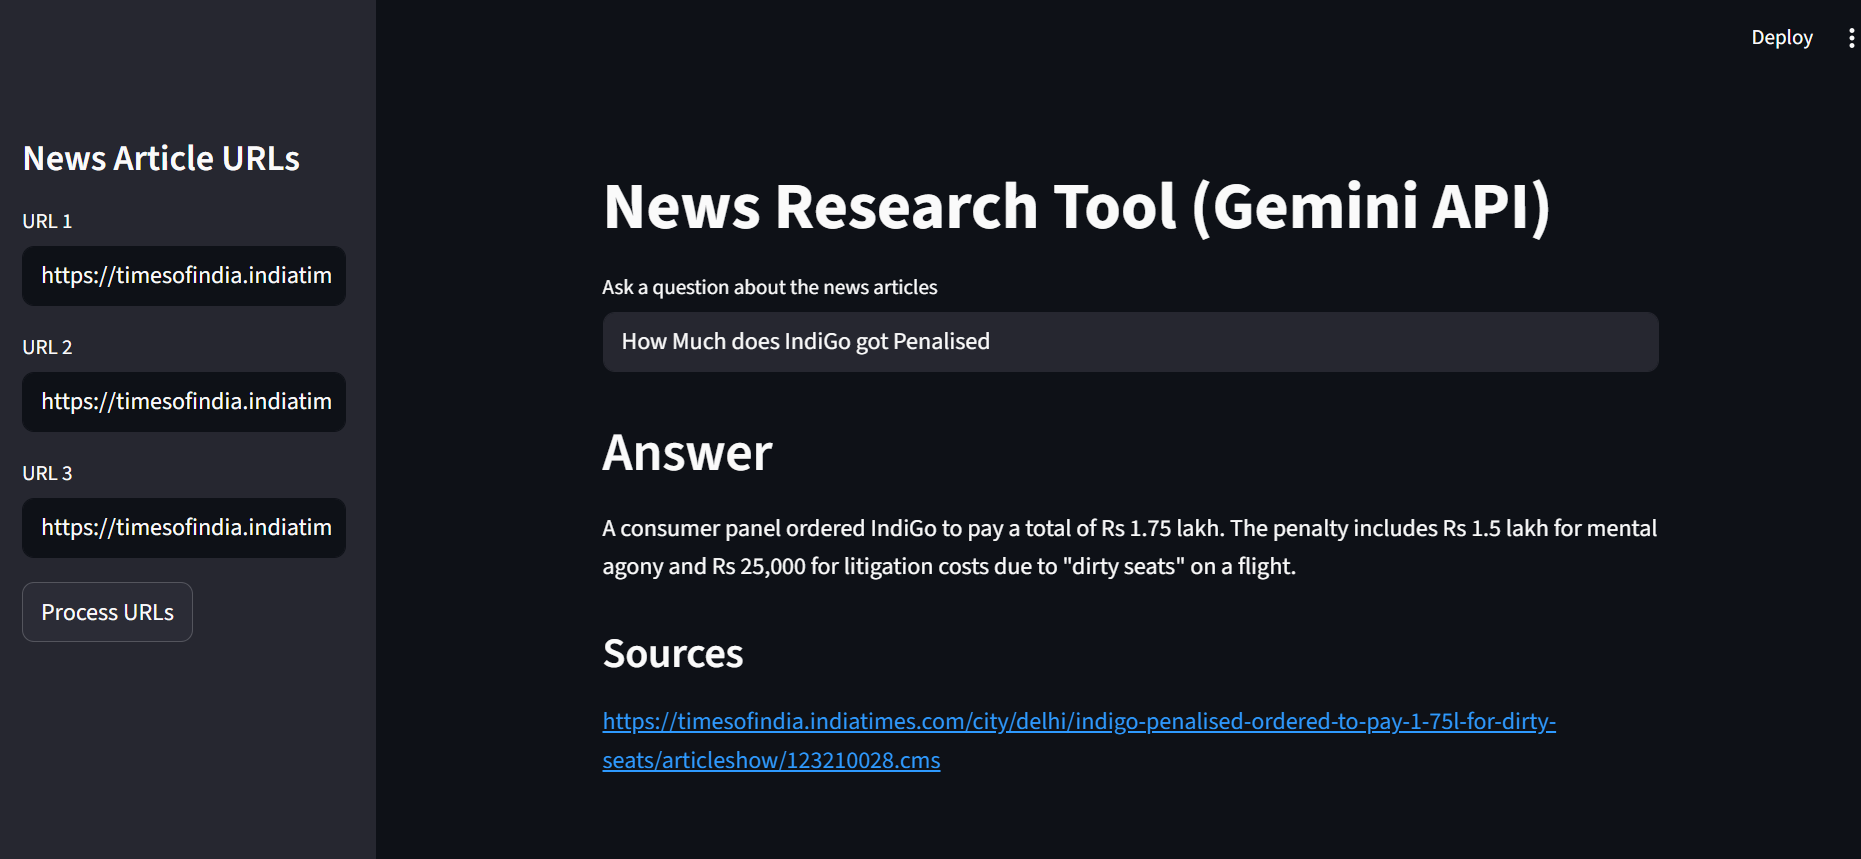 Deploy
News Article URLs
URL 1
https://timesofindia.indiatim
URL 2
https://timesofindia.indiatim
URL 3
https://timesofindia.indiatim
Process URLs
News Research Tool (Gemini API)
Ask a question about the news articles
How Much does IndiGo got Penalised
Answer
A consumer panel ordered IndiGo to pay a total of Rs 1.75 lakh. The penalty includes Rs 1.5 lakh for mental
agony and Rs 25,000 for litigation costs due to "dirty seats" on a flight.
Sources
https://timesofindia.indiatimes.com/city/delhi/indigo-penalised-ordered-to-pay-1-75l-for-dirty-
seats/articleshow/123210028.cms